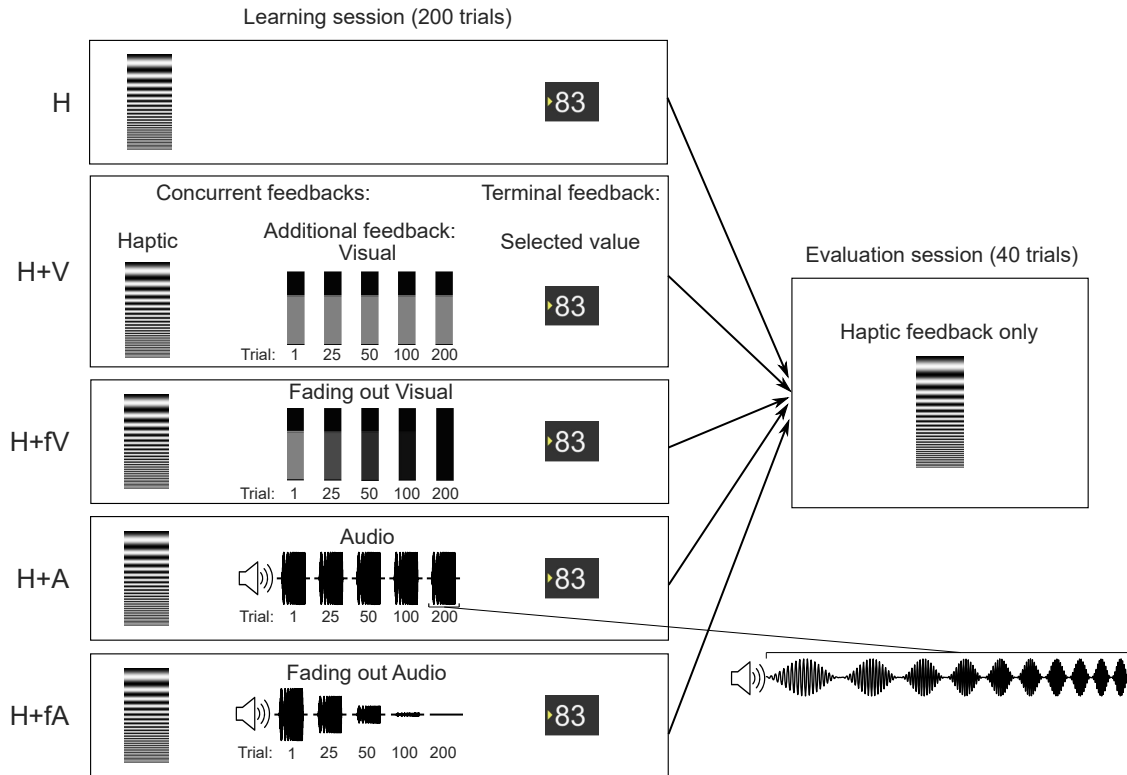 Learning session (200 trials)
H
83
H+V
Concurrent feedbacks:
Terminal feedback:
Haptic
Additional feedback:
Visual
Selected value
83
Trial: 1 25 50 100 200
H+fV
Fading out Visual
83
Trial: 1 25 50 100 200
H+A
Audio
83
Trial: 1 25 50 100 200
H+fA
Fading out Audio
83
Trial: 1 25 50 100 200
Evaluation session (40 trials)
Haptic feedback only